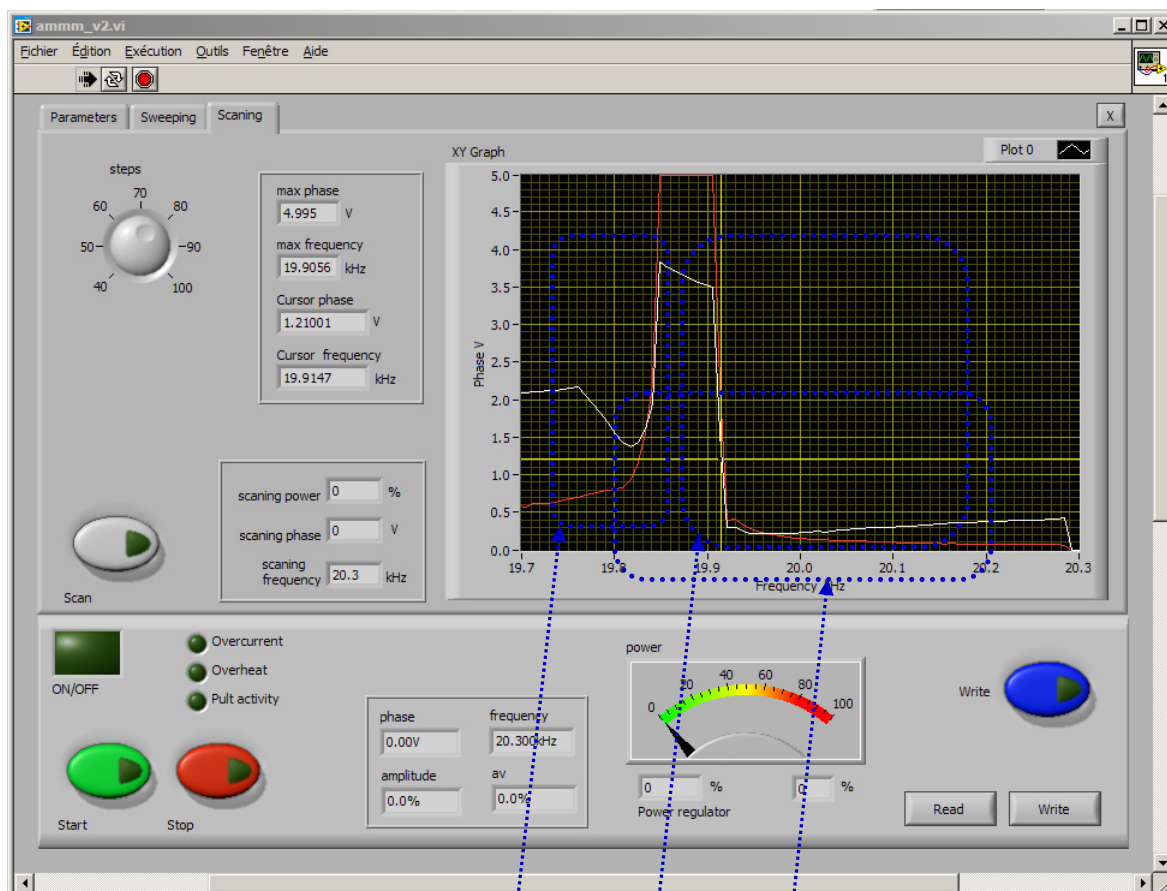 ammm_v2.vi
Fichier Édition Exécution Outils Fenêtre Aide
1
Parameters Sweeping Scaning X
XY Graph Plot 0
steps
40 50 60 70 80 90 100
max phase
4.995 V
max frequency
19.9056 kHz
Cursor phase
1.21001 V
Cursor frequency
19.9147 kHz
scaning power 0 %
scaning phase 0 V
scaning
frequency 20.3 kHz
Scan
Phase V
5.0
4.5
4.0
3.5
3.0
2.5
2.0
1.5
1.0
0.5
0.0
19.7 19.8 19.9 20.0 20.1 20.2 20.3
Frequency Hz
ON/OFF
Overcurrent
Overheat
Pult activity
Start Stop
phase frequency
0.00V 20.300kHz
amplitude av
0.0% 0.0%
power
0 20 40 60 80 100
0 % 0 %
Power regulator
Write
Read Write